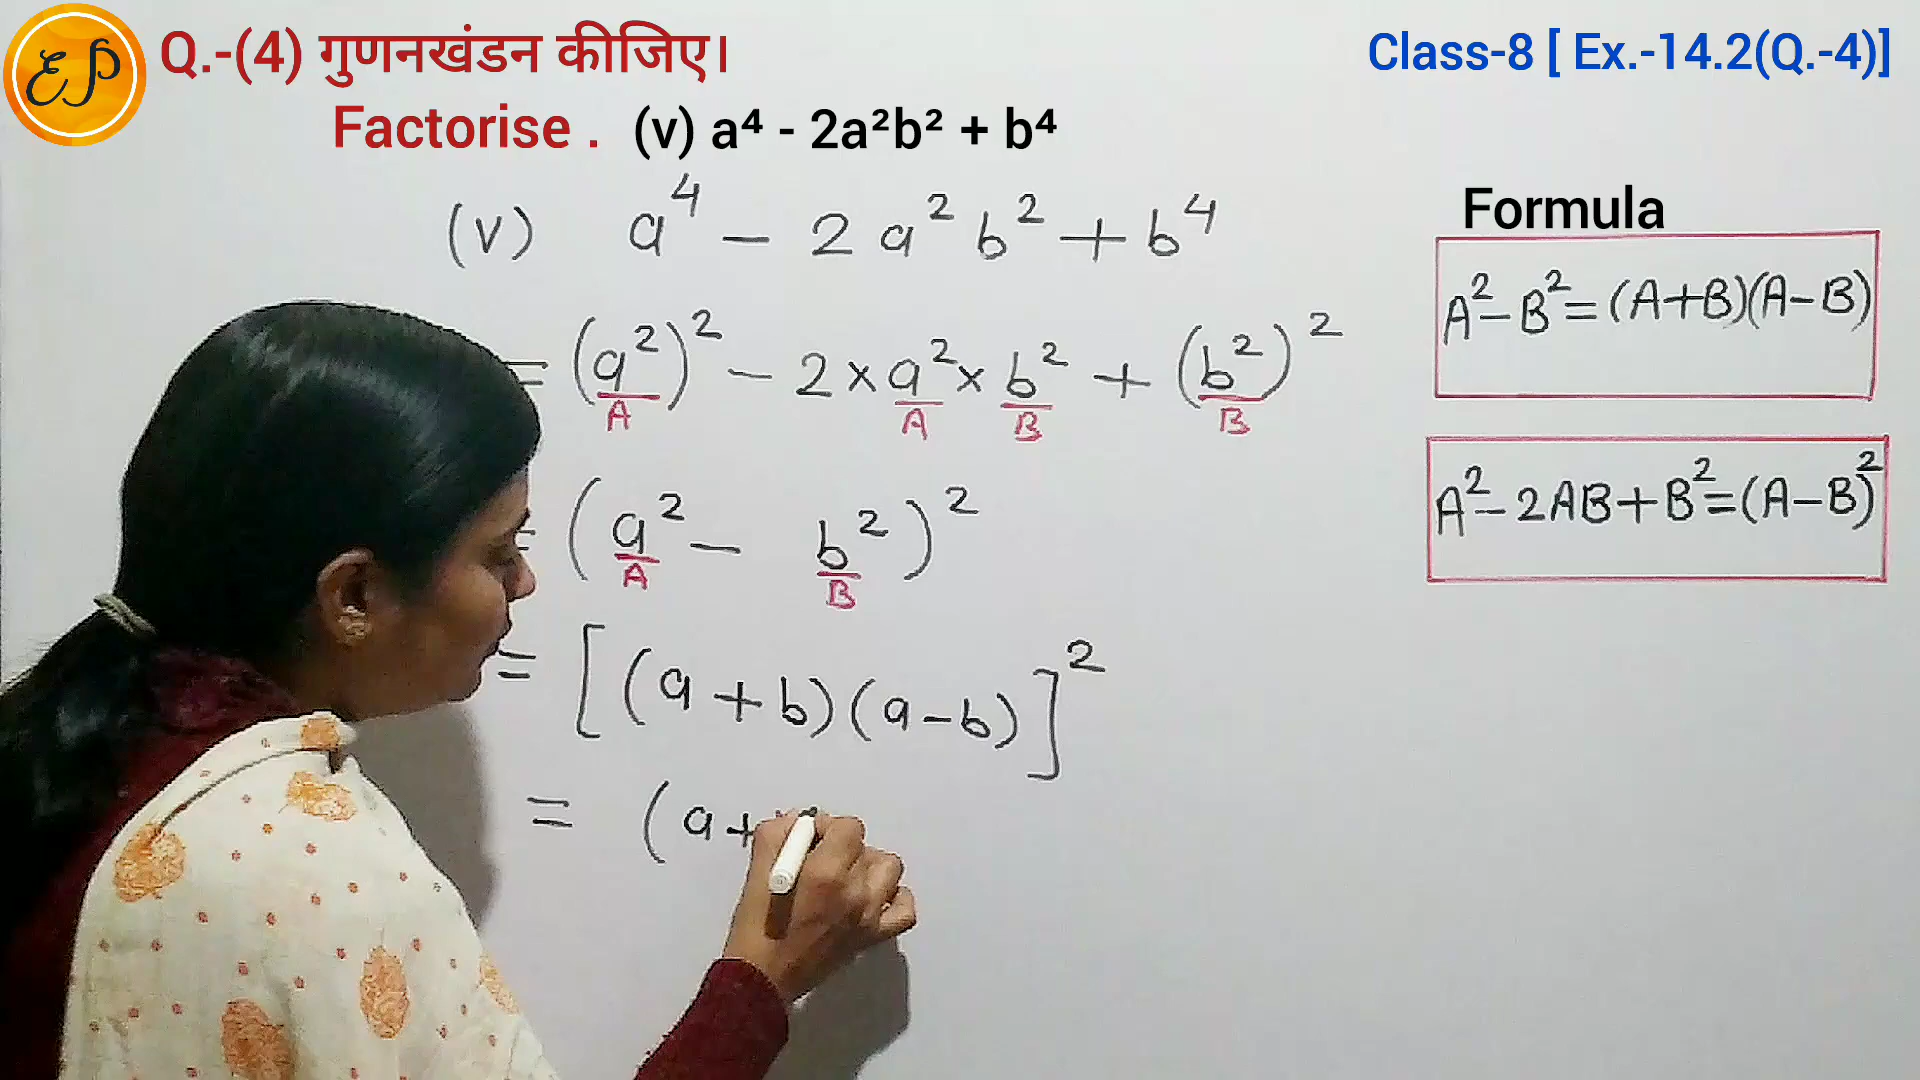 EP
Q.-(4) गुणनखंडन कीजिए।
Class-8 [ Ex.-14.2(Q.-4)]
Factorise . (v) a⁴ - 2a²b² + b⁴
(v) a⁴ - 2a²b² + b⁴
= (a²)² - 2×a²×b² + (b²)²
A A B B
= (a² - b²)²
A B
= [(a+b)(a-b)]²
= (a+
Formula
A²-B²=(A+B)(A-B)
A²-2AB+B²=(A-B)²